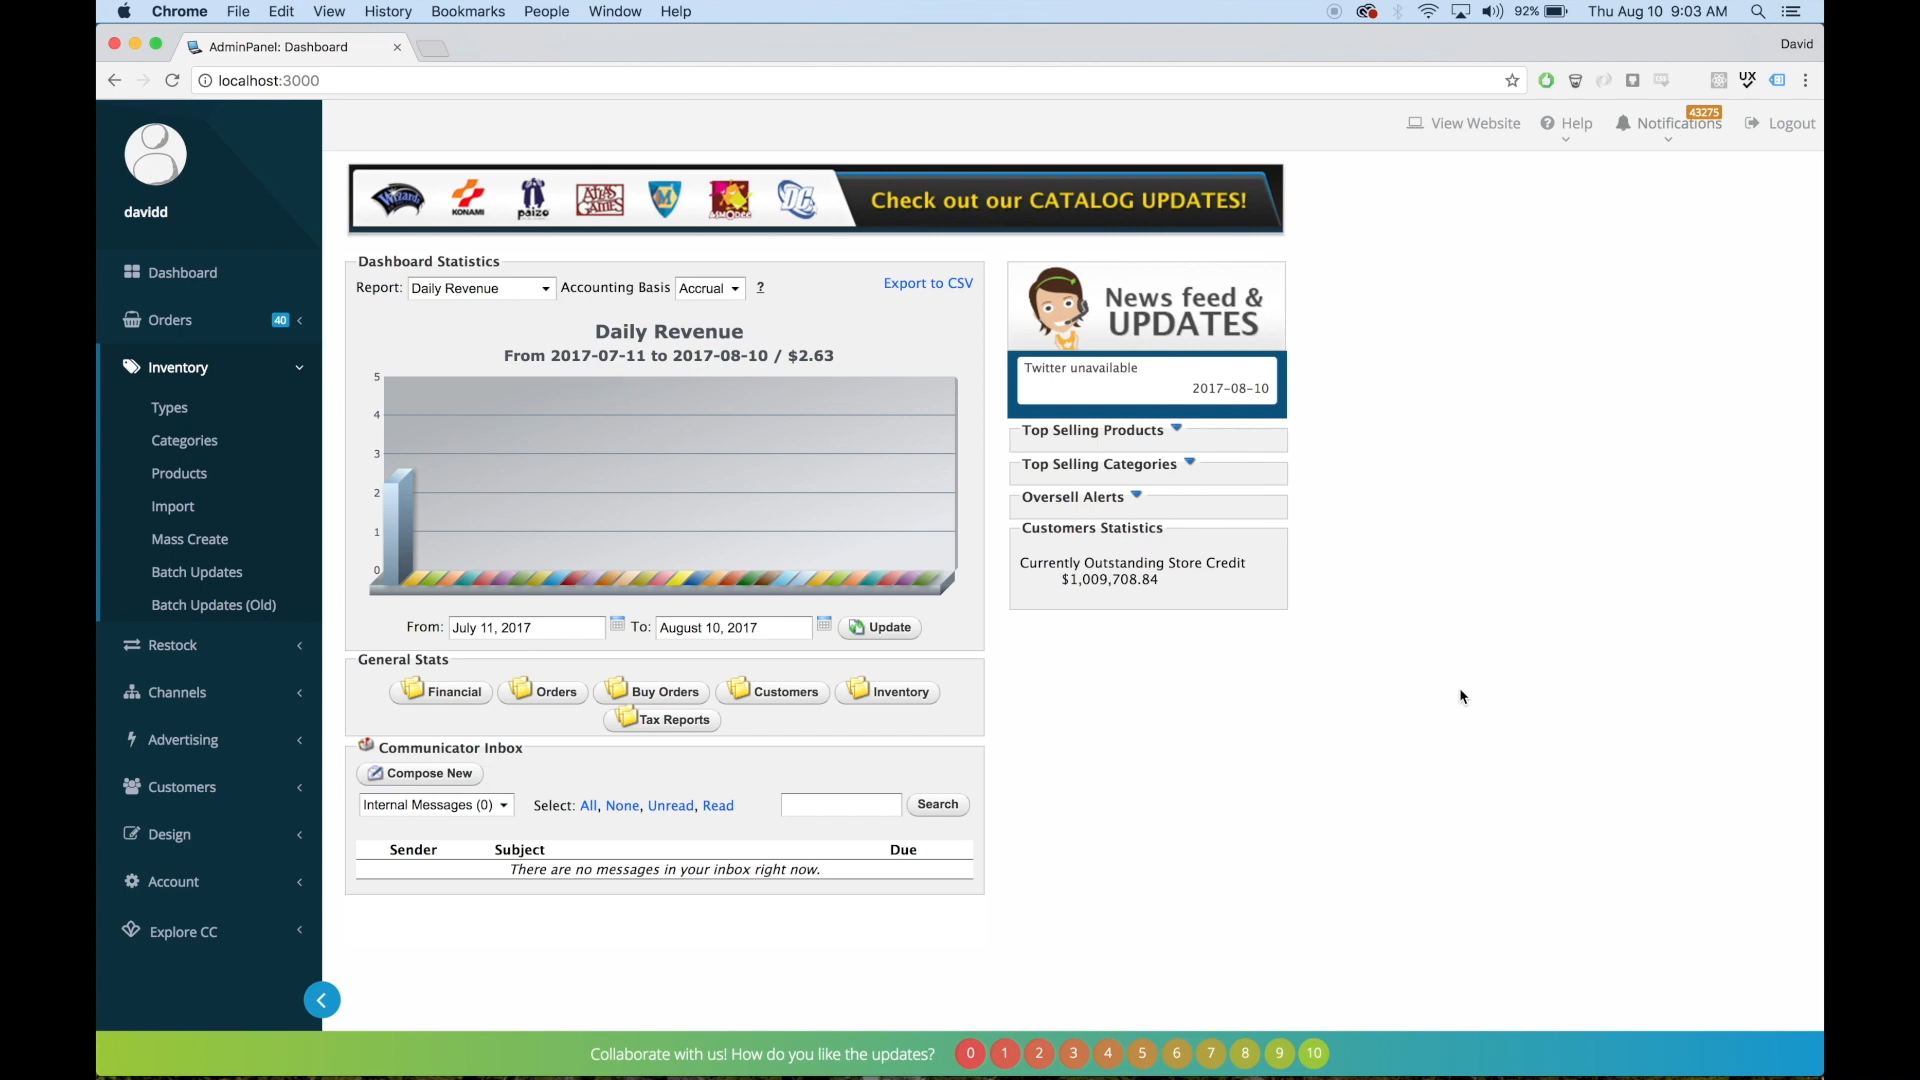 Chrome File Edit View History Bookmarks People Window Help 92% Thu Aug 10 9:03 AM
AdminPanel: Dashboard David
localhost:3000 UX
View Website Help Notifications 43275 Logout
davidd
Dashboard
Orders 40
Inventory
Types
Categories
Products
Import
Mass Create
Batch Updates
Batch Updates (Old)
Restock
Channels
Advertising
Customers
Design
Account
Explore CC
Wizards KONAMI paizo ATLAS GAMES M ASMODEE DC Check out our CATALOG UPDATES!
Dashboard Statistics
Report: Daily Revenue Accounting Basis Accrual ? Export to CSV
Daily Revenue
From 2017-07-11 to 2017-08-10 / $2.63
5
4
3
2
1
0
From: July 11, 2017 To: August 10, 2017 Update
General Stats
Financial Orders Buy Orders Customers Inventory
Tax Reports
Communicator Inbox
Compose New
Internal Messages (0) Select: All, None, Unread, Read Search
Sender Subject Due
There are no messages in your inbox right now.
News feed &
UPDATES
Twitter unavailable
2017-08-10
Top Selling Products
Top Selling Categories
Oversell Alerts
Customers Statistics
Currently Outstanding Store Credit
$1,009,708.84
Collaborate with us! How do you like the updates? 0 1 2 3 4 5 6 7 8 9 10